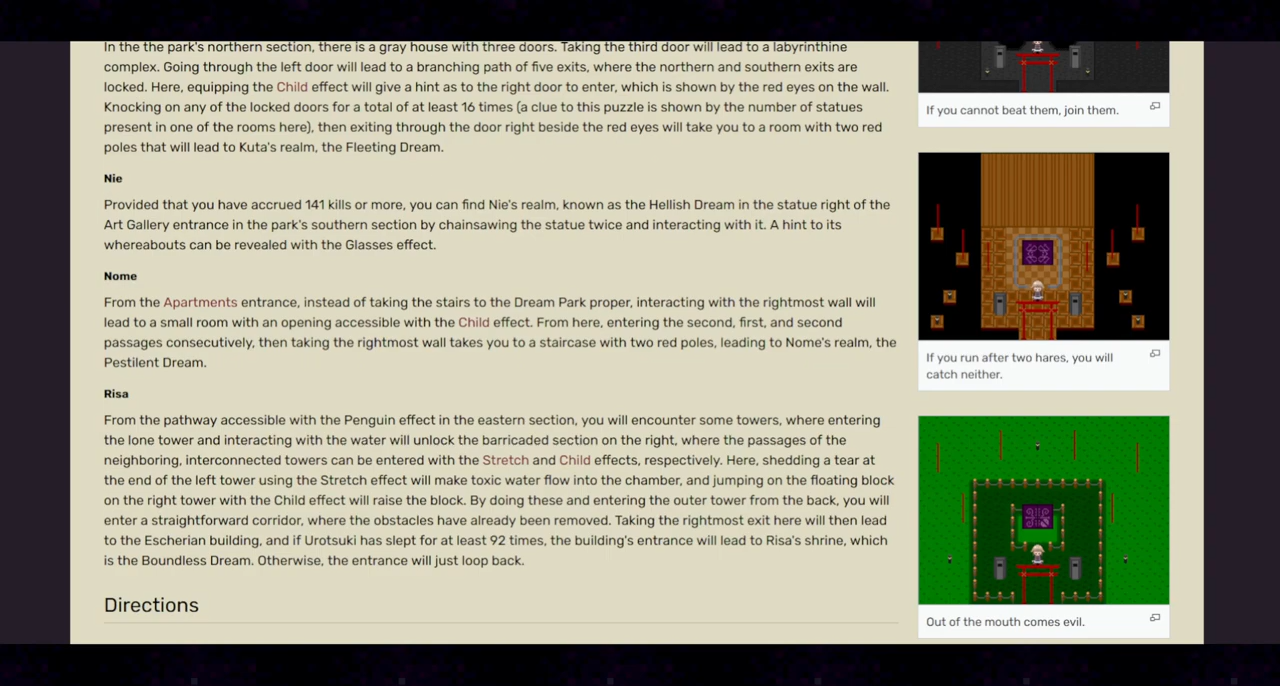 In the the park's northern section, there is a gray house with three doors. Taking the third door will lead to a labyrinthine
complex. Going through the left door will lead to a branching path of five exits, where the northern and southern exits are
locked. Here, equipping the Child effect will give a hint as to the right door to enter, which is shown by the red eyes on the wall.
Knocking on any of the locked doors for a total of at least 16 times (a clue to this puzzle is shown by the number of statues
present in one of the rooms here), then exiting through the door right beside the red eyes will take you to a room with two red
poles that will lead to Kuta's realm, the Fleeting Dream.
Nie
Provided that you have accrued 141 kills or more, you can find Nie's realm, known as the Hellish Dream in the statue right of the
Art Gallery entrance in the park's southern section by chainsawing the statue twice and interacting with it. A hint to its
whereabouts can be revealed with the Glasses effect.
Nome
From the Apartments entrance, instead of taking the stairs to the Dream Park proper, interacting with the rightmost wall will
lead to a small room with an opening accessible with the Child effect. From here, entering the second, first, and second
passages consecutively, then taking the rightmost wall takes you to a staircase with two red poles, leading to Nome's realm, the
Pestilent Dream.
Risa
From the pathway accessible with the Penguin effect in the eastern section, you will encounter some towers, where entering
the lone tower and interacting with the water will unlock the barricaded section on the right, where the passages of the
neighboring, interconnected towers can be entered with the Stretch and Child effects, respectively. Here, shedding a tear at
the end of the left tower using the Stretch effect will make toxic water flow into the chamber, and jumping on the floating block
on the right tower with the Child effect will raise the block. By doing these and entering the outer tower from the back, you will
enter a straightforward corridor, where the obstacles have already been removed. Taking the rightmost exit here will then lead
to the Escherian building, and if Urotsuki has slept for at least 92 times, the building's entrance will lead to Risa's shrine, which
is the Boundless Dream. Otherwise, the entrance will just loop back.
Directions
If you cannot beat them, join them.
If you run after two hares, you will
catch neither.
Out of the mouth comes evil.